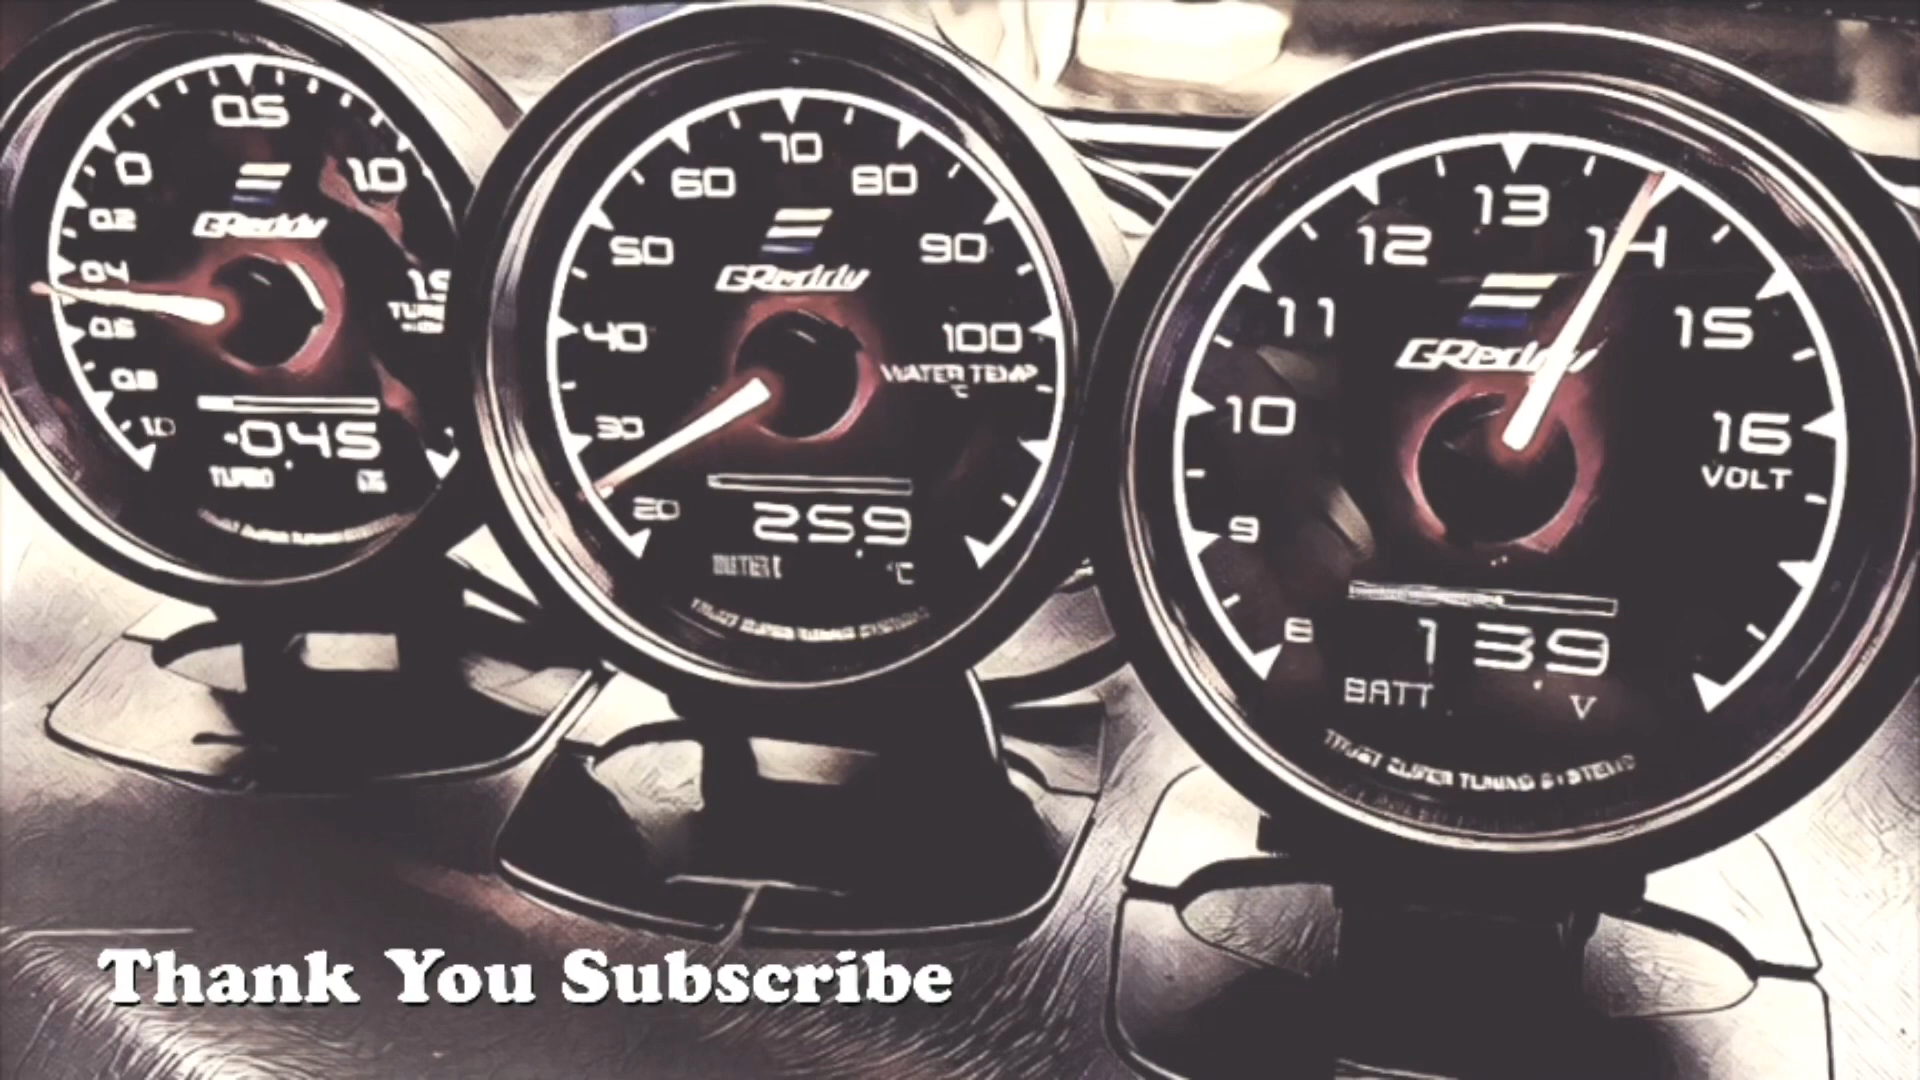 0.5
0
1.0
0.2
0.4
0.6
0.8
1.0
GReddy
-0.45
TURBO
70
60
80
50
90
40
100
30
20
GReddy
WATER TEMP
°C
25.9
°C
TRUST SUPER TUNING SYSTEMS
13
12
14
11
15
10
16
9
8
GReddy
VOLT
13.9
BATT
V
TRUST SUPER TUNING SYSTEMS
Thank You Subscribe